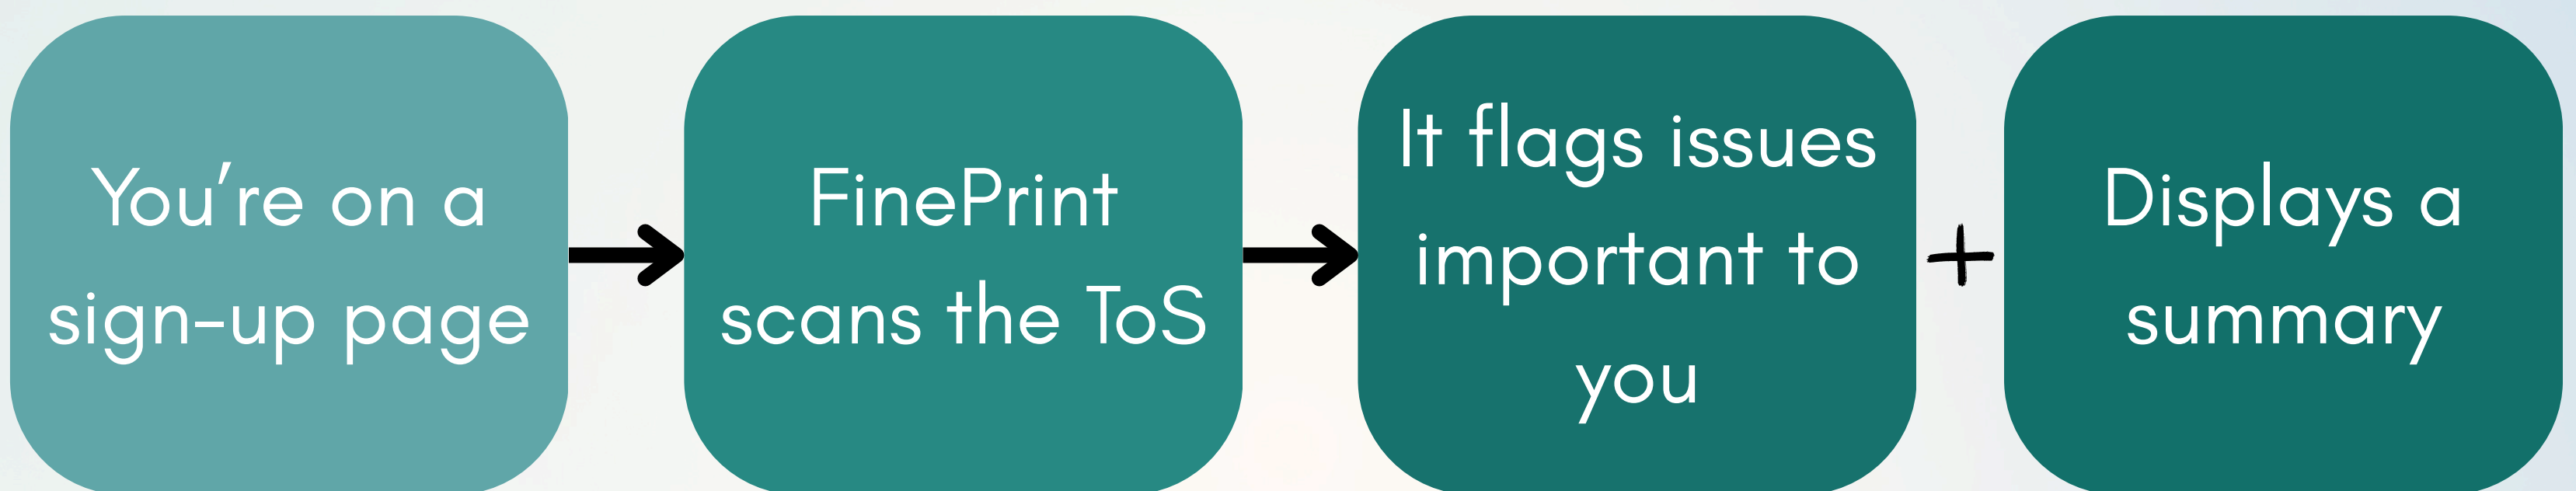 You’re on a
sign-up page
FinePrint
scans the ToS
It flags issues
important to
you
+
Displays a
summary